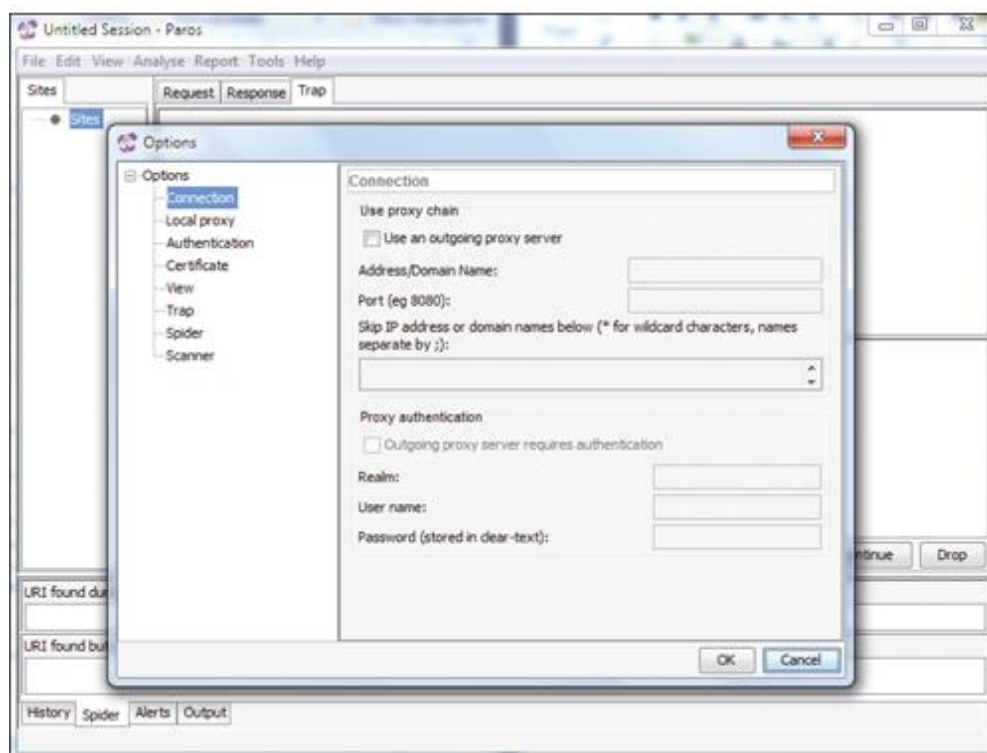 Untitled Session - Paros
File Edit View Analyse Report Tools Help
Sites
Request Response Trap
Sites
Options
Options
Connection
Local proxy
Authentication
Certificate
View
Trap
Spider
Scanner
Connection
Use proxy chain
Use an outgoing proxy server
Address/Domain Name:
Port (eg 8080):
Skip IP address or domain names below (* for wildcard characters, names
separate by ;):
Proxy authentication
Outgoing proxy server requires authentication
Realm:
User name:
Password (stored in clear-text):
ntinue Drop
URI found dur
URI found but
OK Cancel
History Spider Alerts Output